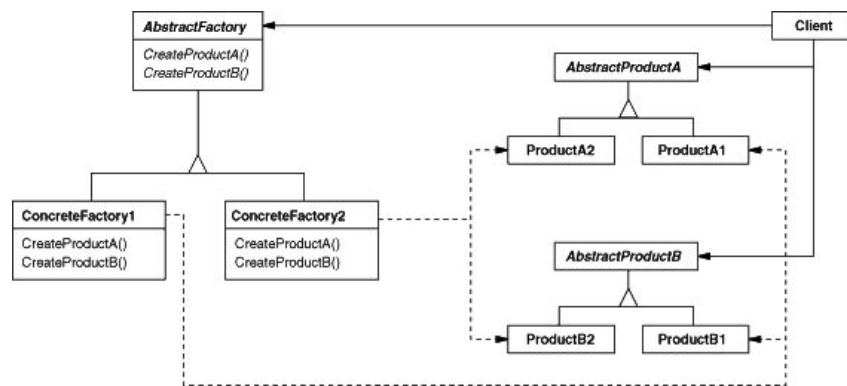 AbstractFactory
CreateProductA()
CreateProductB()
Client
AbstractProductA
ProductA2
ProductA1
ConcreteFactory1
CreateProductA()
CreateProductB()
ConcreteFactory2
CreateProductA()
CreateProductB()
AbstractProductB
ProductB2
ProductB1